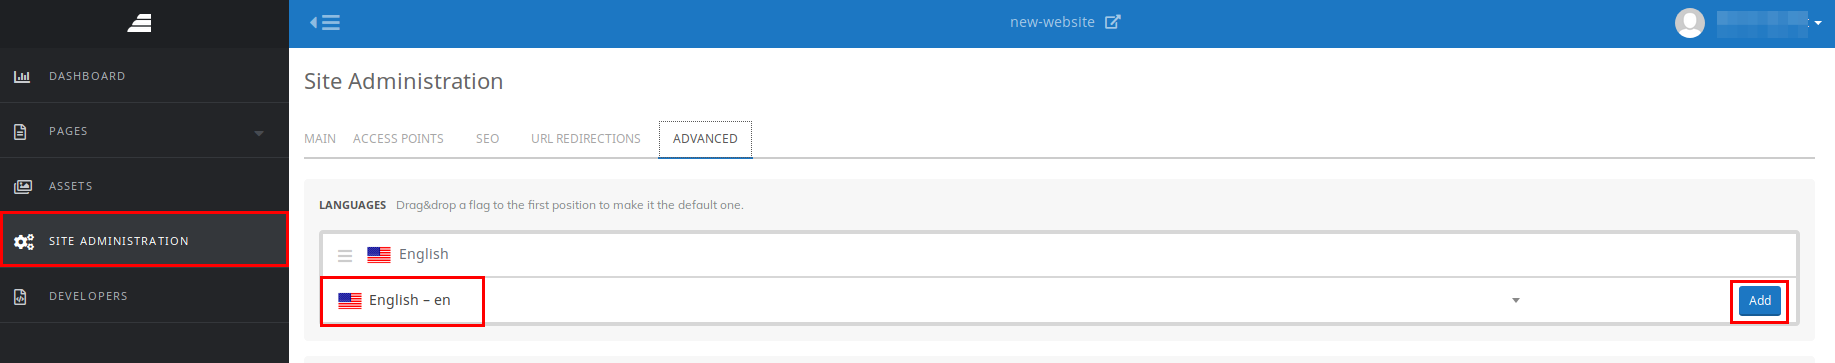 new-website
DASHBOARD
PAGES
ASSETS
SITE ADMINISTRATION
DEVELOPERS
Site Administration
MAIN ACCESS POINTS SEO URL REDIRECTIONS ADVANCED
LANGUAGES Drag&drop a flag to the first position to make it the default one.
English
English – en
Add